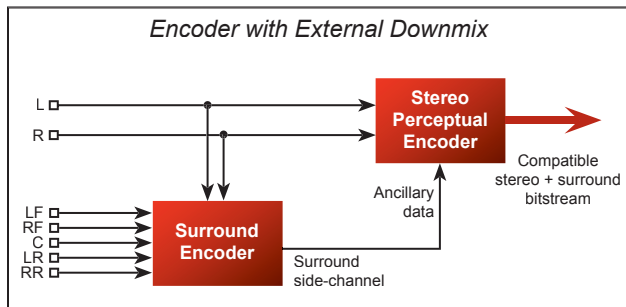 Encoder with External Downmix
L
R
Stereo
Perceptual
Encoder
Compatible
stereo + surround
bitstream
Ancillary
data
LF
RF
C
LR
RR
Surround
Encoder
Surround
side-channel